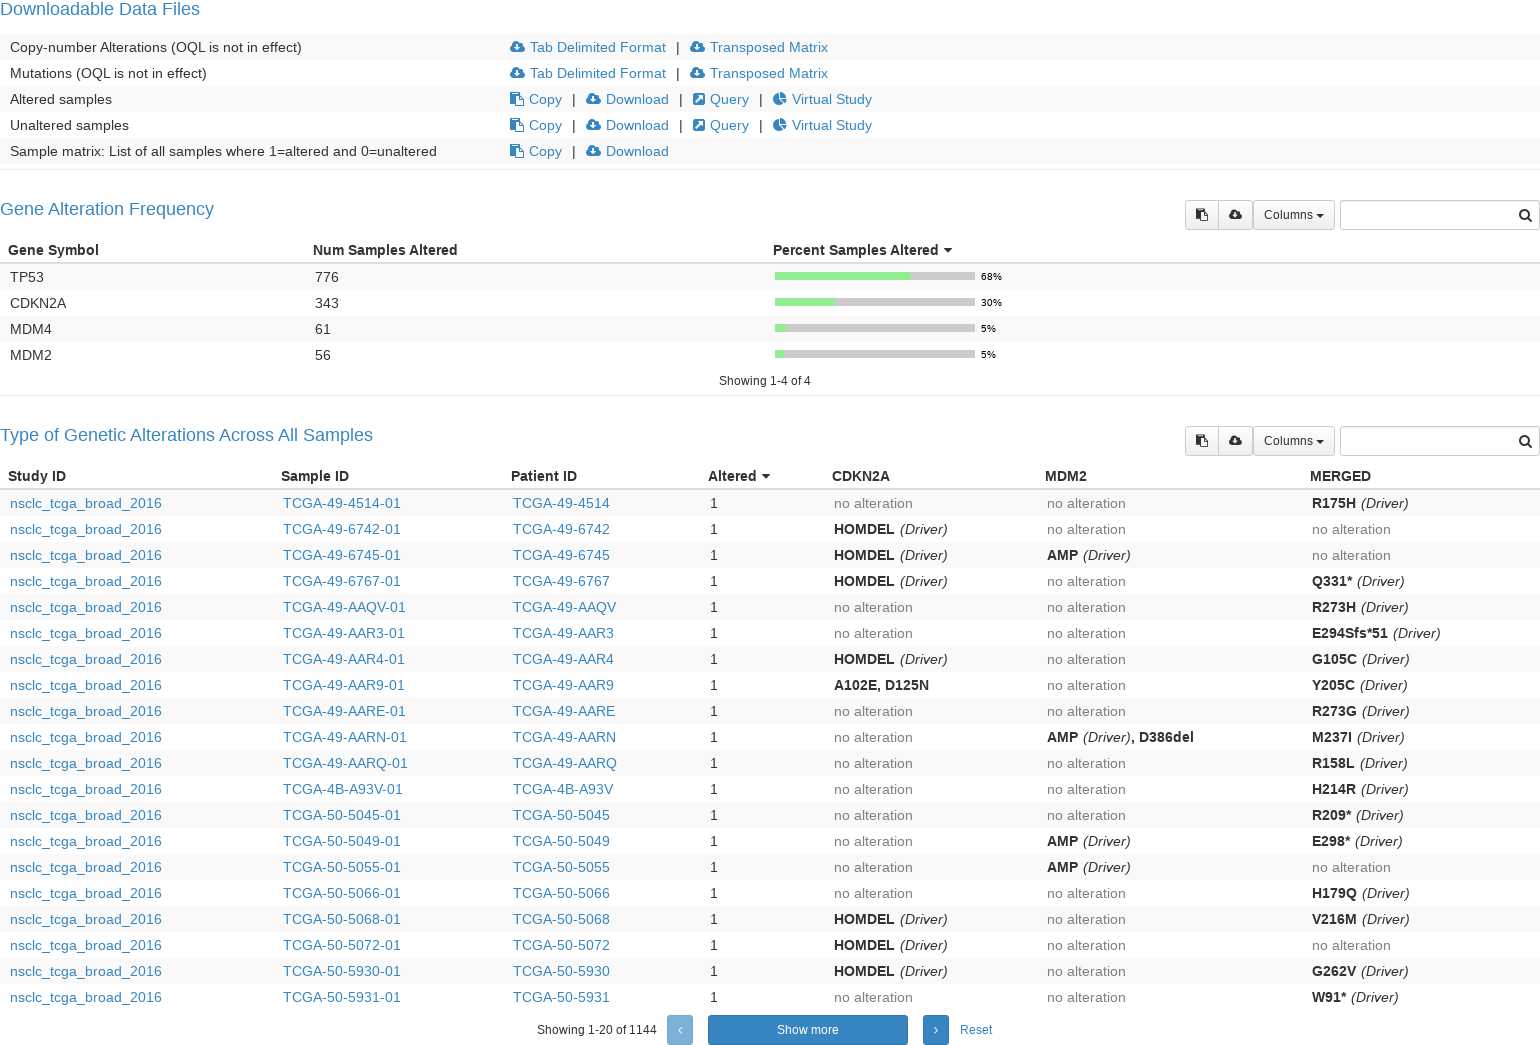 Downloadable Data Files
Copy-number Alterations (OQL is not in effect) Tab Delimited Format | Transposed Matrix
Mutations (OQL is not in effect) Tab Delimited Format | Transposed Matrix
Altered samples Copy | Download | Query | Virtual Study
Unaltered samples Copy | Download | Query | Virtual Study
Sample matrix: List of all samples where 1=altered and 0=unaltered Copy | Download
Gene Alteration Frequency Columns
Gene Symbol Num Samples Altered Percent Samples Altered
TP53 776 68%
CDKN2A 343 30%
MDM4 61 5%
MDM2 56 5%
Showing 1-4 of 4
Type of Genetic Alterations Across All Samples Columns
Study ID Sample ID Patient ID Altered CDKN2A MDM2 MERGED
nsclc_tcga_broad_2016 TCGA-49-4514-01 TCGA-49-4514 1 no alteration no alteration R175H (Driver)
nsclc_tcga_broad_2016 TCGA-49-6742-01 TCGA-49-6742 1 HOMDEL (Driver) no alteration no alteration
nsclc_tcga_broad_2016 TCGA-49-6745-01 TCGA-49-6745 1 HOMDEL (Driver) AMP (Driver) no alteration
nsclc_tcga_broad_2016 TCGA-49-6767-01 TCGA-49-6767 1 HOMDEL (Driver) no alteration Q331* (Driver)
nsclc_tcga_broad_2016 TCGA-49-AAQV-01 TCGA-49-AAQV 1 no alteration no alteration R273H (Driver)
nsclc_tcga_broad_2016 TCGA-49-AAR3-01 TCGA-49-AAR3 1 no alteration no alteration E294Sfs*51 (Driver)
nsclc_tcga_broad_2016 TCGA-49-AAR4-01 TCGA-49-AAR4 1 HOMDEL (Driver) no alteration G105C (Driver)
nsclc_tcga_broad_2016 TCGA-49-AAR9-01 TCGA-49-AAR9 1 A102E, D125N no alteration Y205C (Driver)
nsclc_tcga_broad_2016 TCGA-49-AARE-01 TCGA-49-AARE 1 no alteration no alteration R273G (Driver)
nsclc_tcga_broad_2016 TCGA-49-AARN-01 TCGA-49-AARN 1 no alteration AMP (Driver), D386del M237I (Driver)
nsclc_tcga_broad_2016 TCGA-49-AARQ-01 TCGA-49-AARQ 1 no alteration no alteration R158L (Driver)
nsclc_tcga_broad_2016 TCGA-4B-A93V-01 TCGA-4B-A93V 1 no alteration no alteration H214R (Driver)
nsclc_tcga_broad_2016 TCGA-50-5045-01 TCGA-50-5045 1 no alteration no alteration R209* (Driver)
nsclc_tcga_broad_2016 TCGA-50-5049-01 TCGA-50-5049 1 no alteration AMP (Driver) E298* (Driver)
nsclc_tcga_broad_2016 TCGA-50-5055-01 TCGA-50-5055 1 no alteration AMP (Driver) no alteration
nsclc_tcga_broad_2016 TCGA-50-5066-01 TCGA-50-5066 1 no alteration no alteration H179Q (Driver)
nsclc_tcga_broad_2016 TCGA-50-5068-01 TCGA-50-5068 1 HOMDEL (Driver) no alteration V216M (Driver)
nsclc_tcga_broad_2016 TCGA-50-5072-01 TCGA-50-5072 1 HOMDEL (Driver) no alteration no alteration
nsclc_tcga_broad_2016 TCGA-50-5930-01 TCGA-50-5930 1 HOMDEL (Driver) no alteration G262V (Driver)
nsclc_tcga_broad_2016 TCGA-50-5931-01 TCGA-50-5931 1 no alteration no alteration W91* (Driver)
Showing 1-20 of 1144 ‹ Show more › Reset